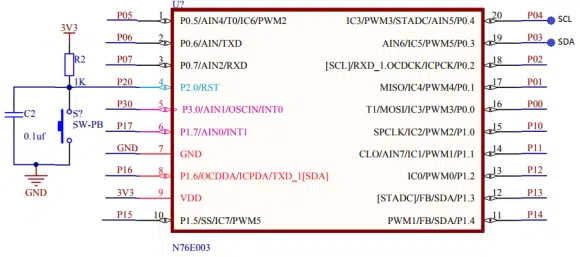 U?
P05 1 P0.5/AIN4/T0/IC6/PWM2 IC3/PWM3/STADC/AIN5/P0.4 20 P04 SCL
3V3
P06 2 P0.6/AIN/TXD AIN6/IC5/PWM5/P0.3 19 P03 SDA
R2
P07 3 P0.7/AIN2/RXD [SCL]/RXD_1.OCDCK/ICPCK/P0.2 18 P02
1K
P20 4 P2.0/RST MISO/IC4/PWM4/P0.1 17 P01
C2
0.1uf
S?
SW-PB
P30 5 P3.0/AIN1/OSCIN/INT0 T1/MOSI/IC3/PWM3/P0.0 16 P00
P17 6 P1.7/AIN0/INT1 SPCLK/IC2/PWM2/P1.0 15 P10
GND 7 GND CLO/AIN7/IC1/PWM1/P1.1 14 P11
P16 8 P1.6/OCDDA/ICPDA/TXD_1[SDA] IC0/PWM0/P1.2 13 P12
GND
3V3 9 VDD [STADC]/FB/SDA/P1.3 12 P13
P15 10 P1.5/SS/IC7/PWM5 PWM1/FB/SDA/P1.4 11 P14
N76E003